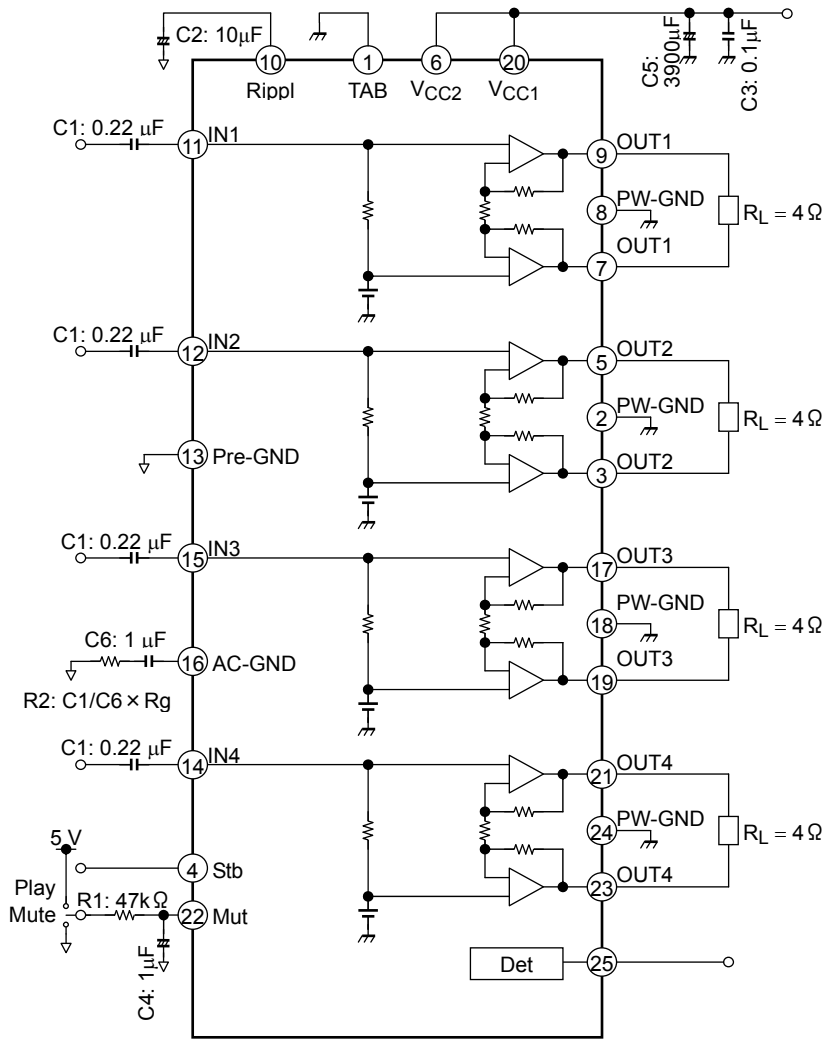 C2: 10μF
C5: 3900μF
C3: 0.1μF
10
1
6
20
Rippl
TAB
VCC2
VCC1
C1: 0.22 μF
11
IN1
9
OUT1
8
PW-GND
RL = 4 Ω
7
OUT1
C1: 0.22 μF
12
IN2
5
OUT2
2
PW-GND
RL = 4 Ω
13
Pre-GND
3
OUT2
C1: 0.22 μF
15
IN3
17
OUT3
18
PW-GND
RL = 4 Ω
C6: 1 μF
16
AC-GND
19
OUT3
R2: C1/C6 × Rg
C1: 0.22 μF
14
IN4
21
OUT4
24
PW-GND
RL = 4 Ω
5 V
4
Stb
23
OUT4
Play
Mute
R1: 47k Ω
22
Mut
C4: 1μF
Det
25